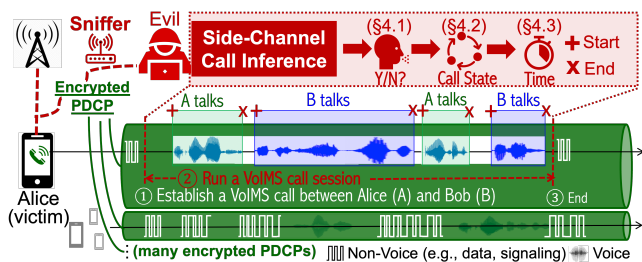 Sniffer
Evil
Encrypted
PDCP
Side-Channel
Call Inference
(§4.1)
Y/N?
(§4.2)
Call State
(§4.3)
Time
+ Start
x End
A talks
B talks
A talks
B talks
② Run a VoIMS call session
① Establish a VoIMS call between Alice (A) and Bob (B)
③ End
Alice
(victim)
⋮ (many encrypted PDCPs)
Non-Voice (e.g., data, signaling)
Voice